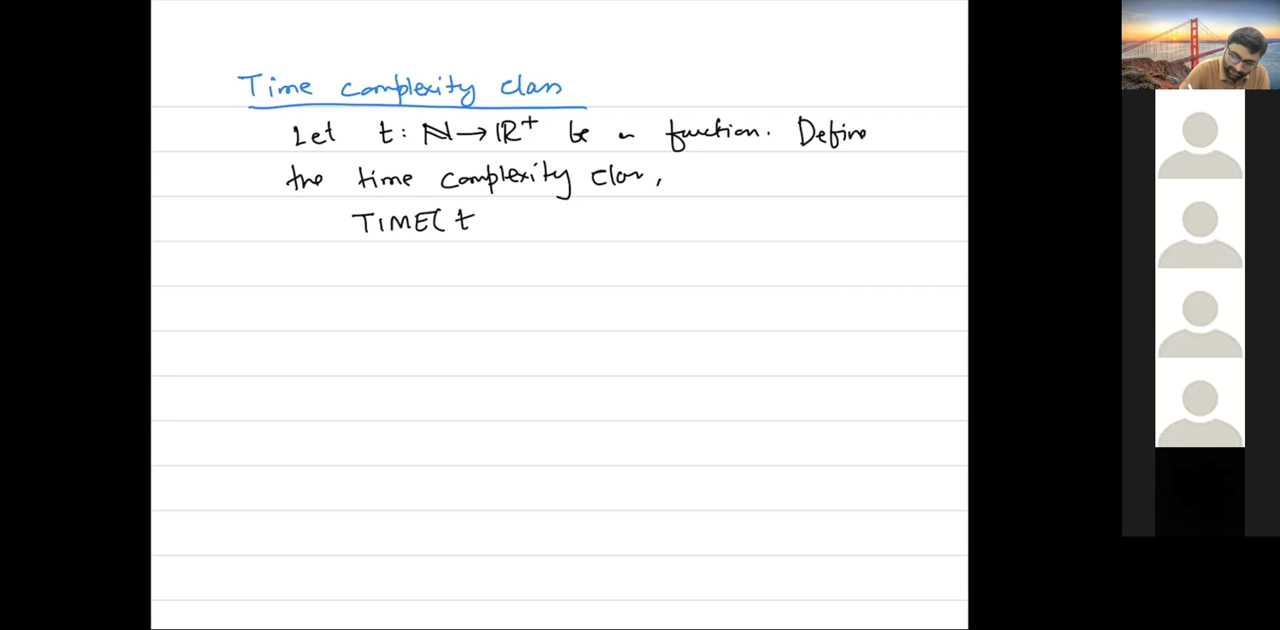 Time complexity class
Let t: ℕ → ℝ⁺ be a function. Define
the time complexity class,
TIME( t